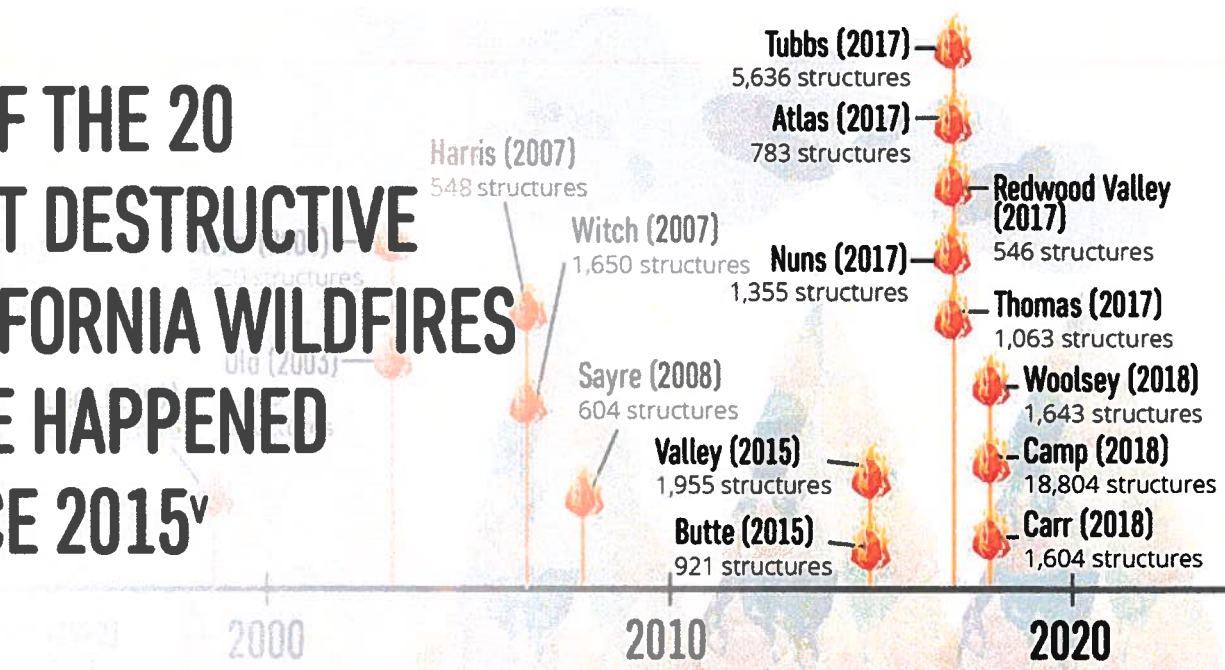 F THE 20
T DESTRUCTIVE
FORNIA WILDFIRES
E HAPPENED
CE 2015ᵛ
Harris (2007)
548 structures
Witch (2007)
1,650 structures
Sayre (2008)
604 structures
(2003)
structures
Tubbs (2017)
5,636 structures
Atlas (2017)
783 structures
Redwood Valley
(2017)
546 structures
Nuns (2017)
1,355 structures
Thomas (2017)
1,063 structures
Woolsey (2018)
1,643 structures
Valley (2015)
1,955 structures
Camp (2018)
18,804 structures
Butte (2015)
921 structures
Carr (2018)
1,604 structures
2000
2010
2020